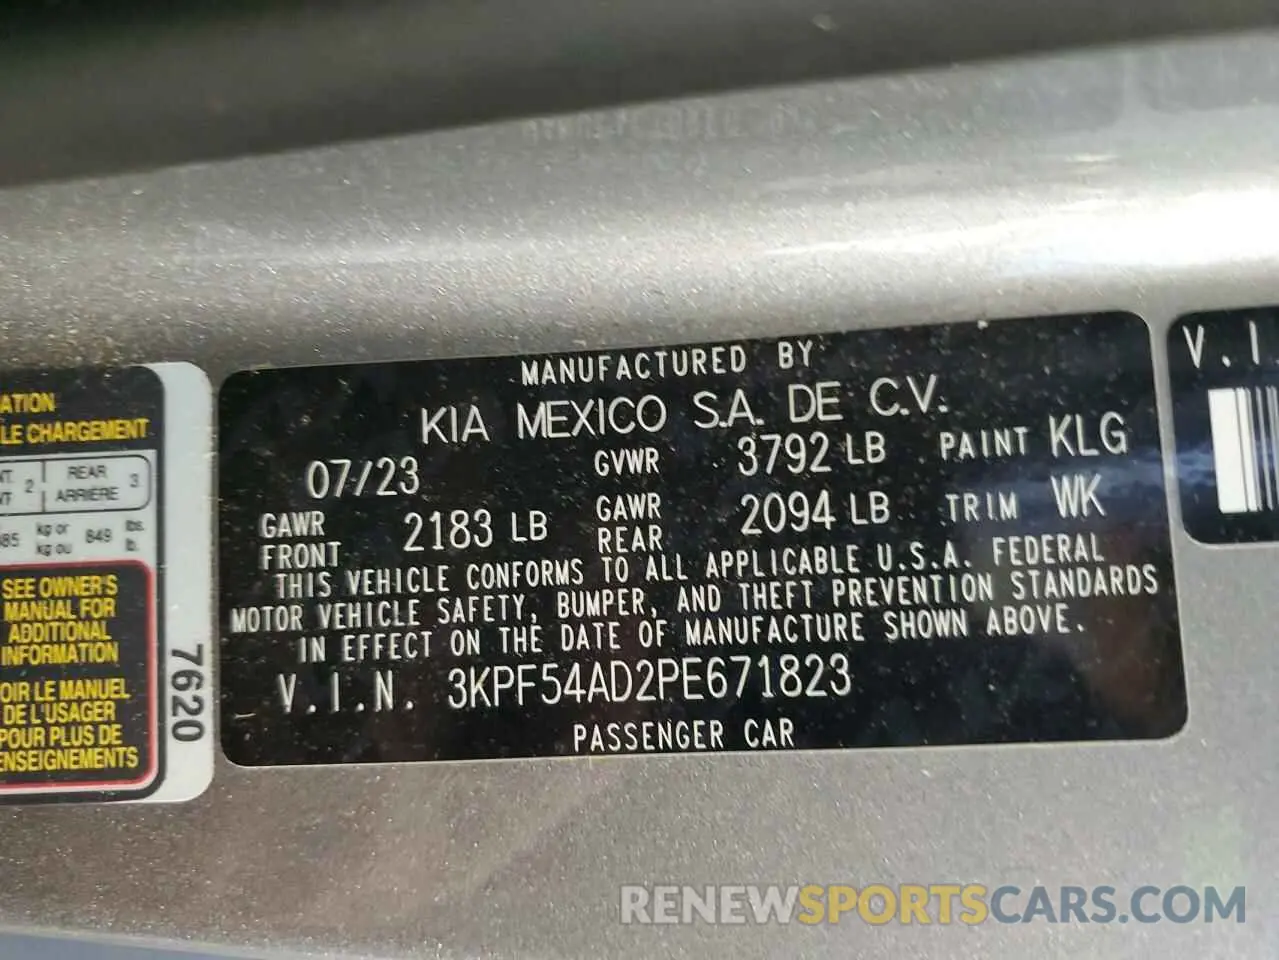 MANUFACTURED BY
KIA MEXICO S.A. DE C.V.
07/23 GVWR 3792 LB PAINT KLG
GAWR FRONT 2183 LB GAWR REAR 2094 LB TRIM WK
THIS VEHICLE CONFORMS TO ALL APPLICABLE U.S.A. FEDERAL
MOTOR VEHICLE SAFETY, BUMPER, AND THEFT PREVENTION STANDARDS
IN EFFECT ON THE DATE OF MANUFACTURE SHOWN ABOVE.
V.I.N. 3KPF54AD2PE671823
PASSENGER CAR
CHARGEMENT
2 REAR 3
ARRIERE
kg or 849 lbs.
kg ou lb.
SEE OWNER'S
MANUAL FOR
ADDITIONAL
INFORMATION
LE MANUEL
DE L'USAGER
POUR PLUS DE
7620
V.I
RENEWSPORTSCARS.COM